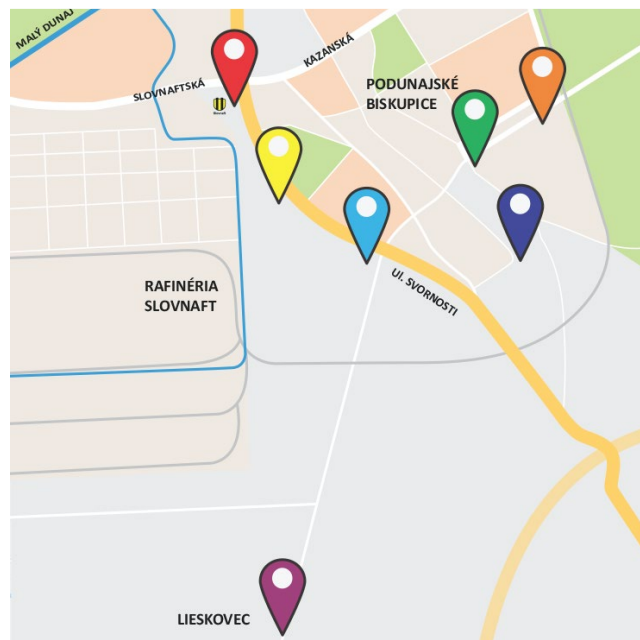 MALÝ DUNAJ
KAZANSKÁ
SLOVNAFTSKÁ
PODUNAJSKÉ
BISKUPICE
RAFINÉRIA
SLOVNAFT
Ul. SVORNOSTI
LIESKOVEC